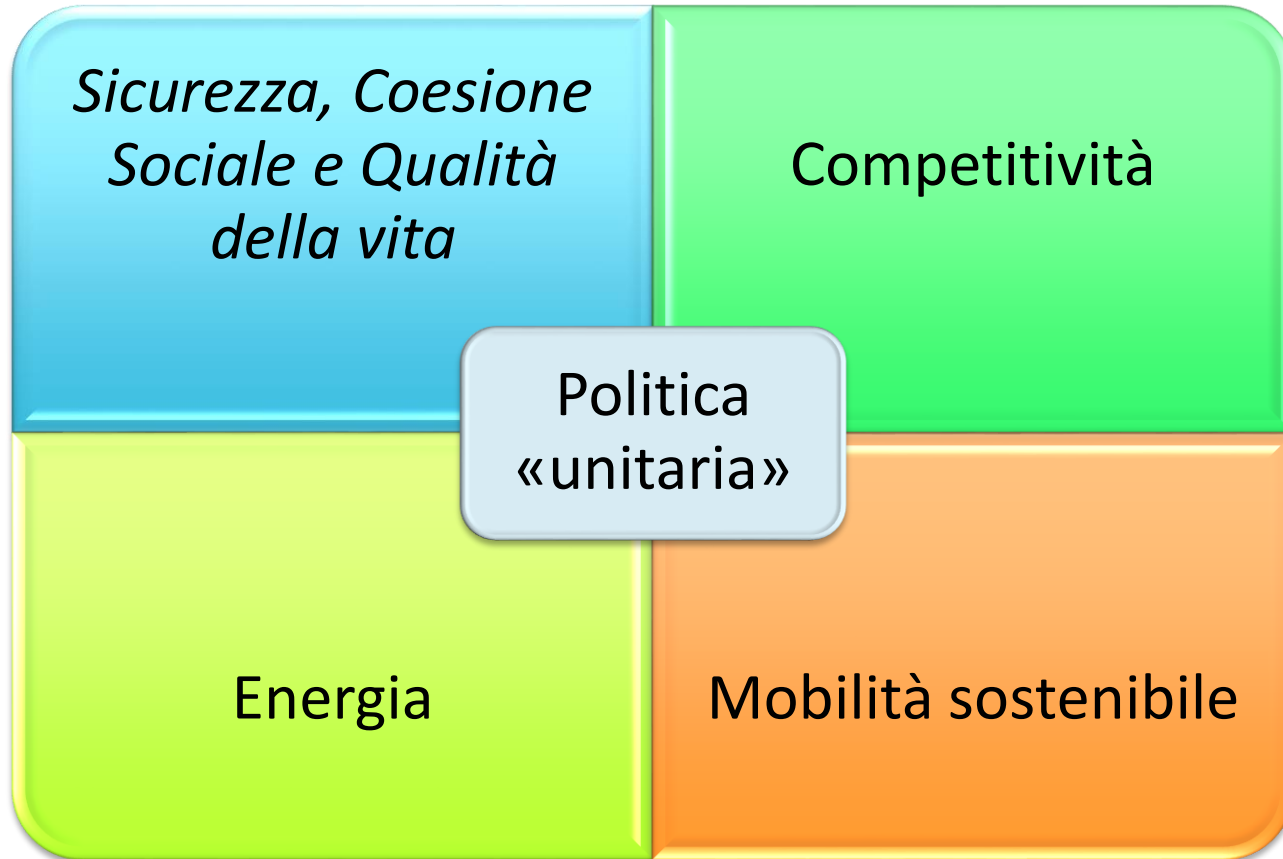 Sicurezza, Coesione
Sociale e Qualità
della vita
Competitività
Politica
«unitaria»
Energia
Mobilità sostenibile